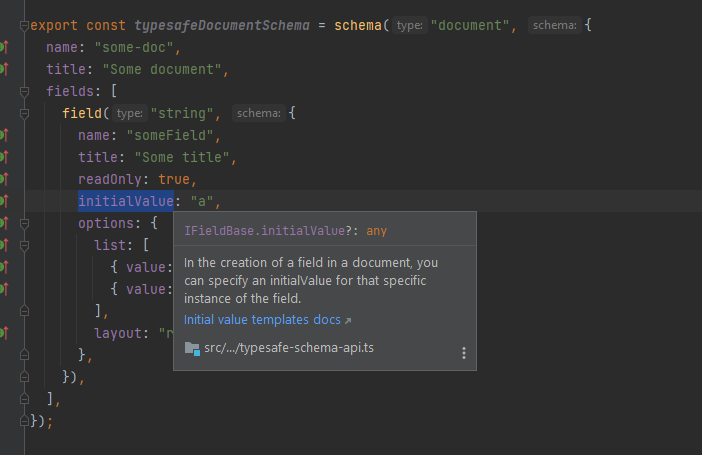 export const typesafeDocumentSchema = schema( type: "document", schema: {
name: "some-doc",
title: "Some document",
fields: [
field( type: "string", schema: {
name: "someField",
title: "Some title",
readOnly: true,
initialValue: "a",
options: {
list: [
{ value:
{ value:
],
layout: "r
},
}),
],
});
IFieldBase.initialValue?: any
In the creation of a field in a document, you
can specify an initialValue for that specific
instance of the field.
Initial value templates docs ↗
src/.../typesafe-schema-api.ts